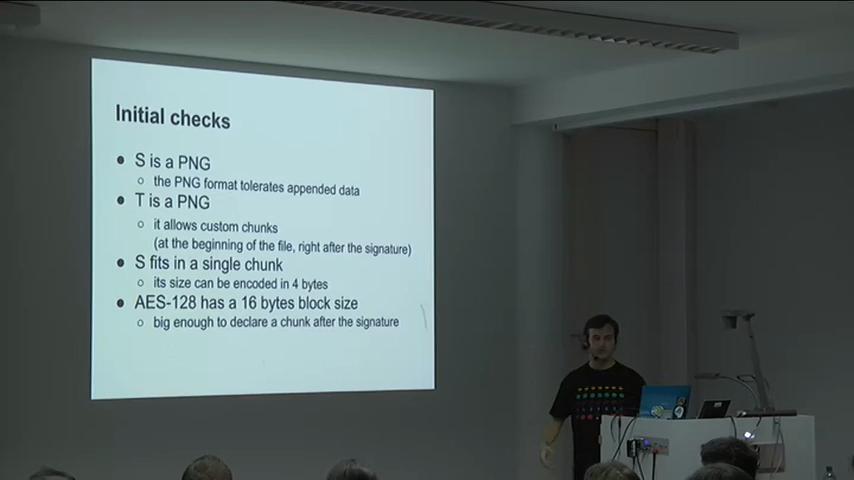 Initial checks
● S is a PNG
○ the PNG format tolerates appended data
● T is a PNG
○ it allows custom chunks
(at the beginning of the file, right after the signature)
● S fits in a single chunk
○ its size can be encoded in 4 bytes
● AES-128 has a 16 bytes block size
○ big enough to declare a chunk after the signature